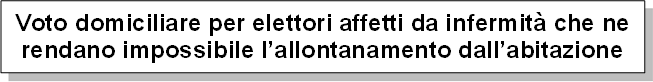 Voto domiciliare per elettori affetti da infermità che ne
rendano impossibile l’allontanamento dall’abitazione